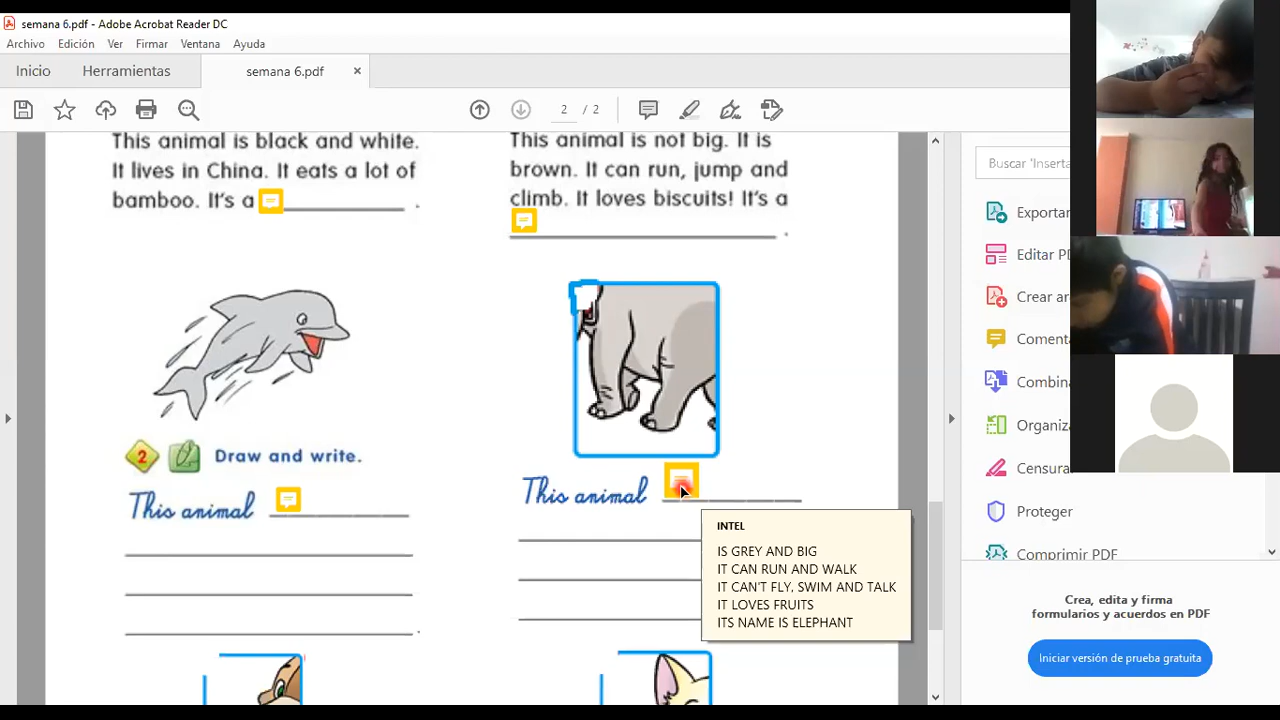 semana 6.pdf - Adobe Acrobat Reader DC
Archivo Edición Ver Firmar Ventana Ayuda
Inicio Herramientas semana 6.pdf ×
2 / 2
This animal is black and white.
It lives in China. It eats a lot of
bamboo. It's a ____________ .
This animal is not big. It is
brown. It can run, jump and
climb. It loves biscuits! It's a
____________ .
2 Draw and write.
This animal
This animal
INTEL
IS GREY AND BIG
IT CAN RUN AND WALK
IT CAN'T FLY, SWIM AND TALK
IT LOVES FRUITS
ITS NAME IS ELEPHANT
Buscar 'Inserta
Exportar
Editar PD
Crear ar
Comenta
Combina
Organiz
Censura
Proteger
Comprimir PDF
Crea, edita y firma
formularios y acuerdos en PDF
Iniciar versión de prueba gratuita